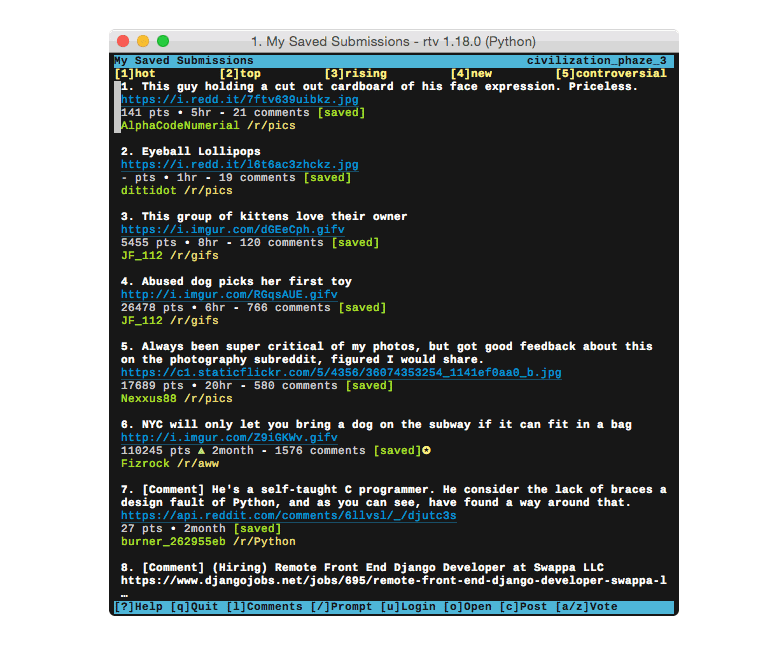 1. My Saved Submissions - rtv 1.18.0 (Python)
My Saved Submissions civilization_phaze_3
[1]hot [2]top [3]rising [4]new [5]controversial
1. This guy holding a cut out cardboard of his face expression. Priceless.
https://i.redd.it/7ftv639uibkz.jpg
141 pts • 5hr - 21 comments [saved]
AlphaCodeNumerial /r/pics
2. Eyeball Lollipops
https://i.redd.it/l6t6ac3zhckz.jpg
- pts • 1hr - 19 comments [saved]
dittidot /r/pics
3. This group of kittens love their owner
https://i.imgur.com/dGEeCph.gifv
5455 pts • 8hr - 120 comments [saved]
JF_112 /r/gifs
4. Abused dog picks her first toy
http://i.imgur.com/RGqsAUE.gifv
26478 pts • 6hr - 766 comments [saved]
JF_112 /r/gifs
5. Always been super critical of my photos, but got good feedback about this
on the photography subreddit, figured I would share.
https://c1.staticflickr.com/5/4356/36074353254_1141ef0aa0_b.jpg
17689 pts • 20hr - 580 comments [saved]
Nexxus88 /r/pics
6. NYC will only let you bring a dog on the subway if it can fit in a bag
http://i.imgur.com/Z9iGKWv.gifv
110245 pts ▲ 2month - 1576 comments [saved]✪
Fizrock /r/aww
7. [Comment] He's a self-taught C programmer. He consider the lack of braces a
design fault of Python, and as you can see, have found a way around that.
https://api.reddit.com/comments/6llvsl/_/djutc3s
27 pts • 2month [saved]
burner_262955eb /r/Python
8. [Comment] (Hiring) Remote Front End Django Developer at Swappa LLC
https://www.djangojobs.net/jobs/695/remote-front-end-django-developer-swappa-l
…
[?]Help [q]Quit [l]Comments [/]Prompt [u]Login [o]Open [c]Post [a/z]Vote